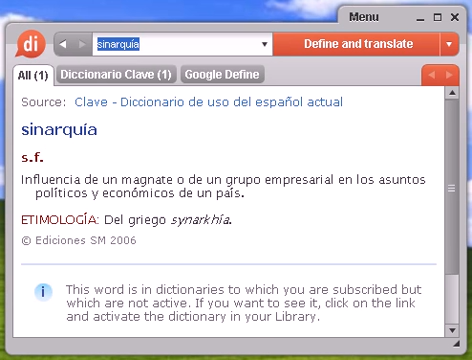 Menu
di
sinarquía
Define and translate
All (1)
Diccionario Clave (1)
Google Define
Source: Clave - Diccionario de uso del español actual
sinarquía
s.f.
Influencia de un magnate o de un grupo empresarial en los asuntos
políticos y económicos de un país.
ETIMOLOGÍA: Del griego synarkhía.
© Ediciones SM 2006
i
This word is in dictionaries to which you are subscribed but
which are not active. If you want to see it, click on the link
and activate the dictionary in your Library.